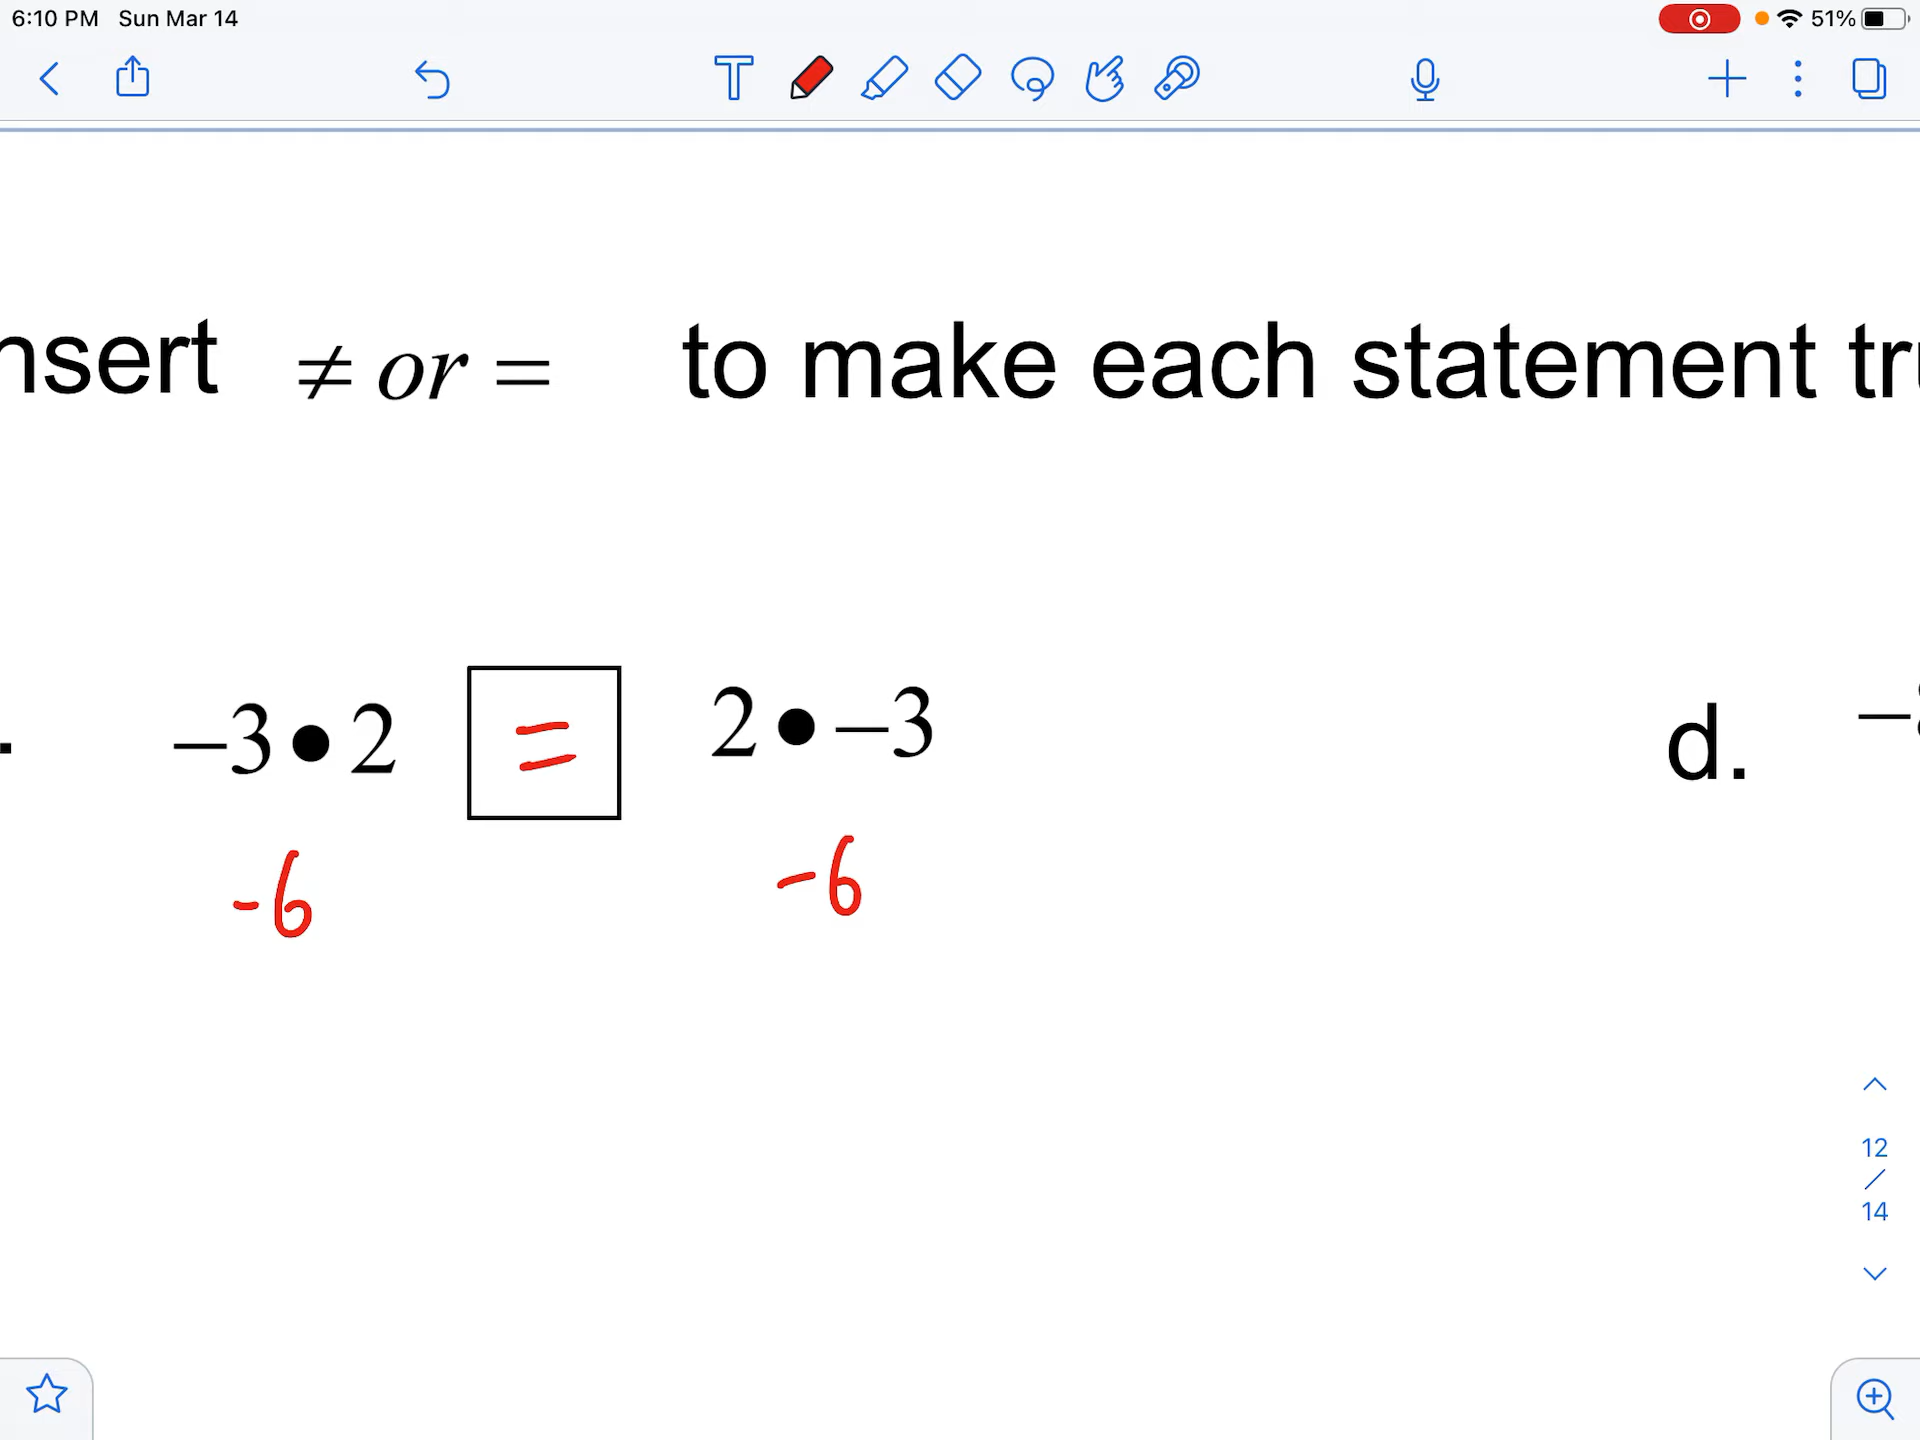 6:10 PM Sun Mar 14 51%
nsert ≠ or = to make each statement tr
. −3•2 = 2•−3 d. −
-6 -6
12
/
14